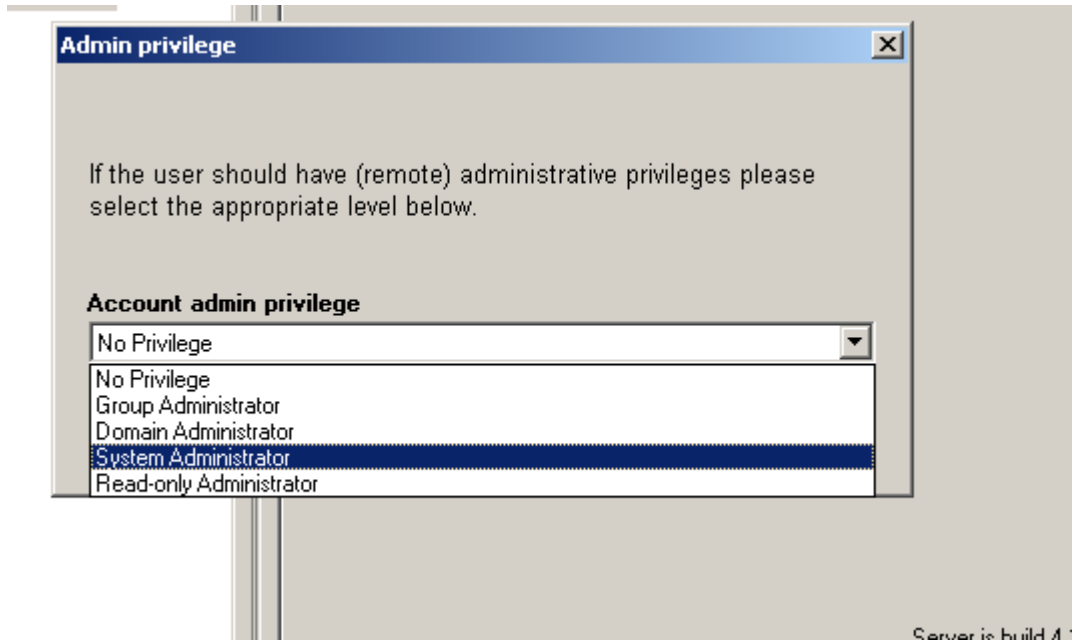 Admin privilege
If the user should have (remote) administrative privileges please
select the appropriate level below.
Account admin privilege
No Privilege
No Privilege
Group Administrator
Domain Administrator
System Administrator
Read-only Administrator
Server is build 4